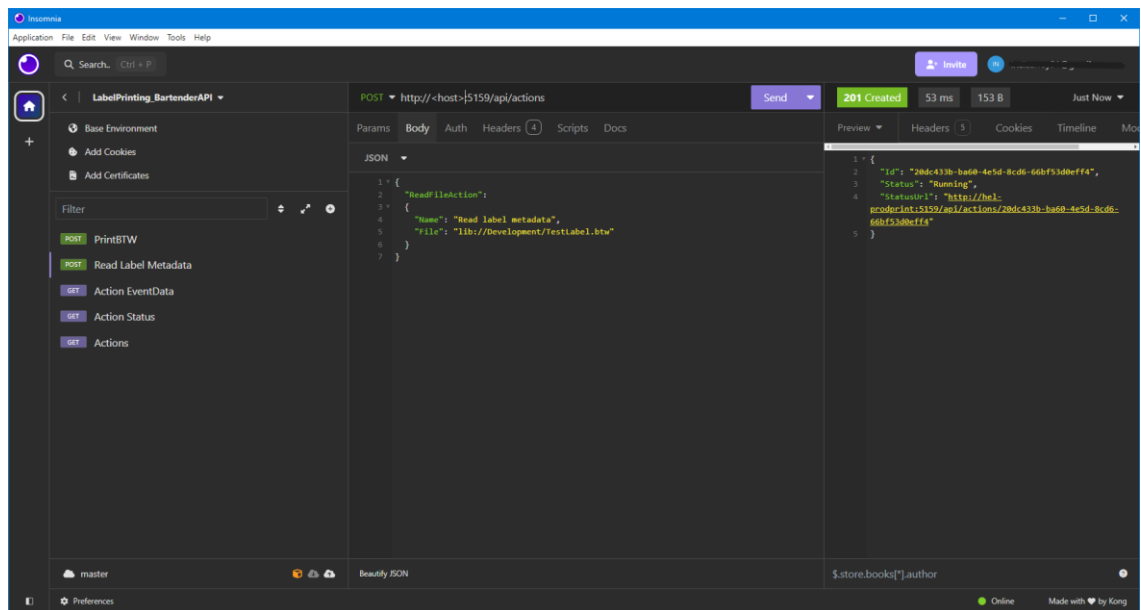 Insomnia
Application File Edit View Window Tools Help
Search.. Ctrl + P
Invite
IN
LabelPrinting_BartenderAPI
POST http://<host>:5159/api/actions
Send
201 Created 53 ms 153 B Just Now
Base Environment
Add Cookies
Add Certificates
Filter
POST PrintBTW
POST Read Label Metadata
GET Action EventData
GET Action Status
GET Actions
Params Body Auth Headers 4 Scripts Docs
JSON
1 {
2 "ReadFileAction":
3 {
4 "Name": "Read label metadata",
5 "File": "lib://Development/TestLabel.btw"
6 }
7 }
Preview Headers 5 Cookies Timeline Moc
1 {
2 "Id": "20dc433b-ba60-4e5d-8cd6-66bf53d0eff4",
3 "Status": "Running",
4 "StatusUrl": "http://hel-
prodprint:5159/api/actions/20dc433b-ba60-4e5d-8cd6-
66bf53d0eff4"
5 }
master
Beautify JSON
$.store.books[*].author
Preferences
Online
Made with ♥ by Kong